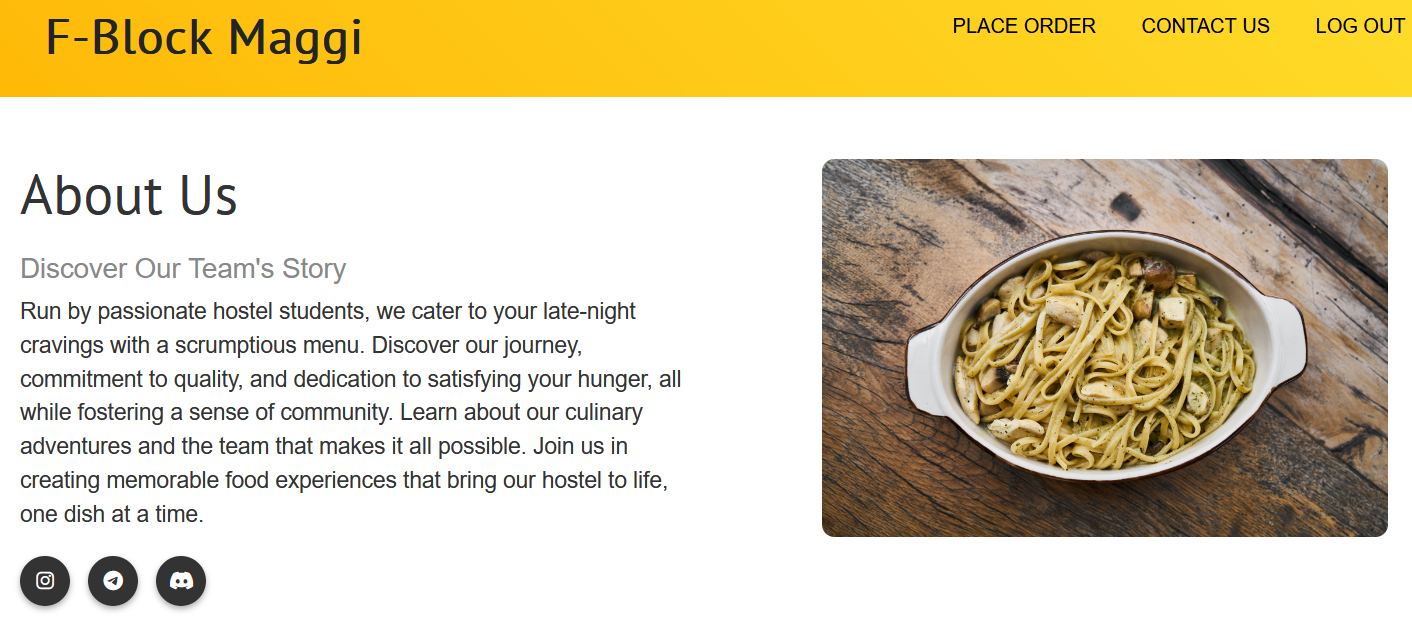 F-Block Maggi
PLACE ORDER
CONTACT US
LOG OUT
About Us
Discover Our Team's Story
Run by passionate hostel students, we cater to your late-night
cravings with a scrumptious menu. Discover our journey,
commitment to quality, and dedication to satisfying your hunger, all
while fostering a sense of community. Learn about our culinary
adventures and the team that makes it all possible. Join us in
creating memorable food experiences that bring our hostel to life,
one dish at a time.